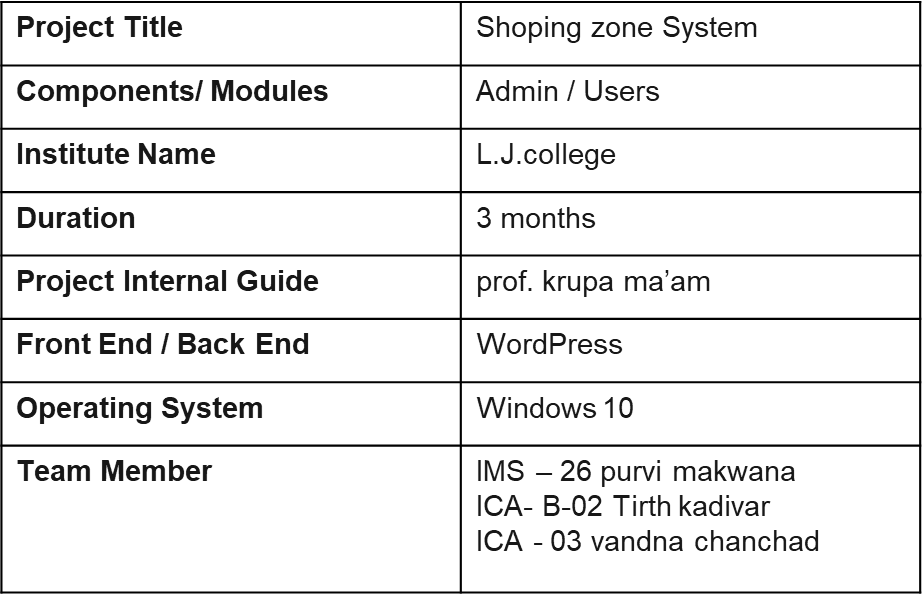 Project Title Shoping zone System
Components/ Modules Admin / Users
Institute Name L.J.college
Duration 3 months
Project Internal Guide prof. krupa ma’am
Front End / Back End WordPress
Operating System Windows 10
Team Member IMS – 26 purvi makwana
ICA- B-02 Tirth kadivar
ICA - 03 vandna chanchad